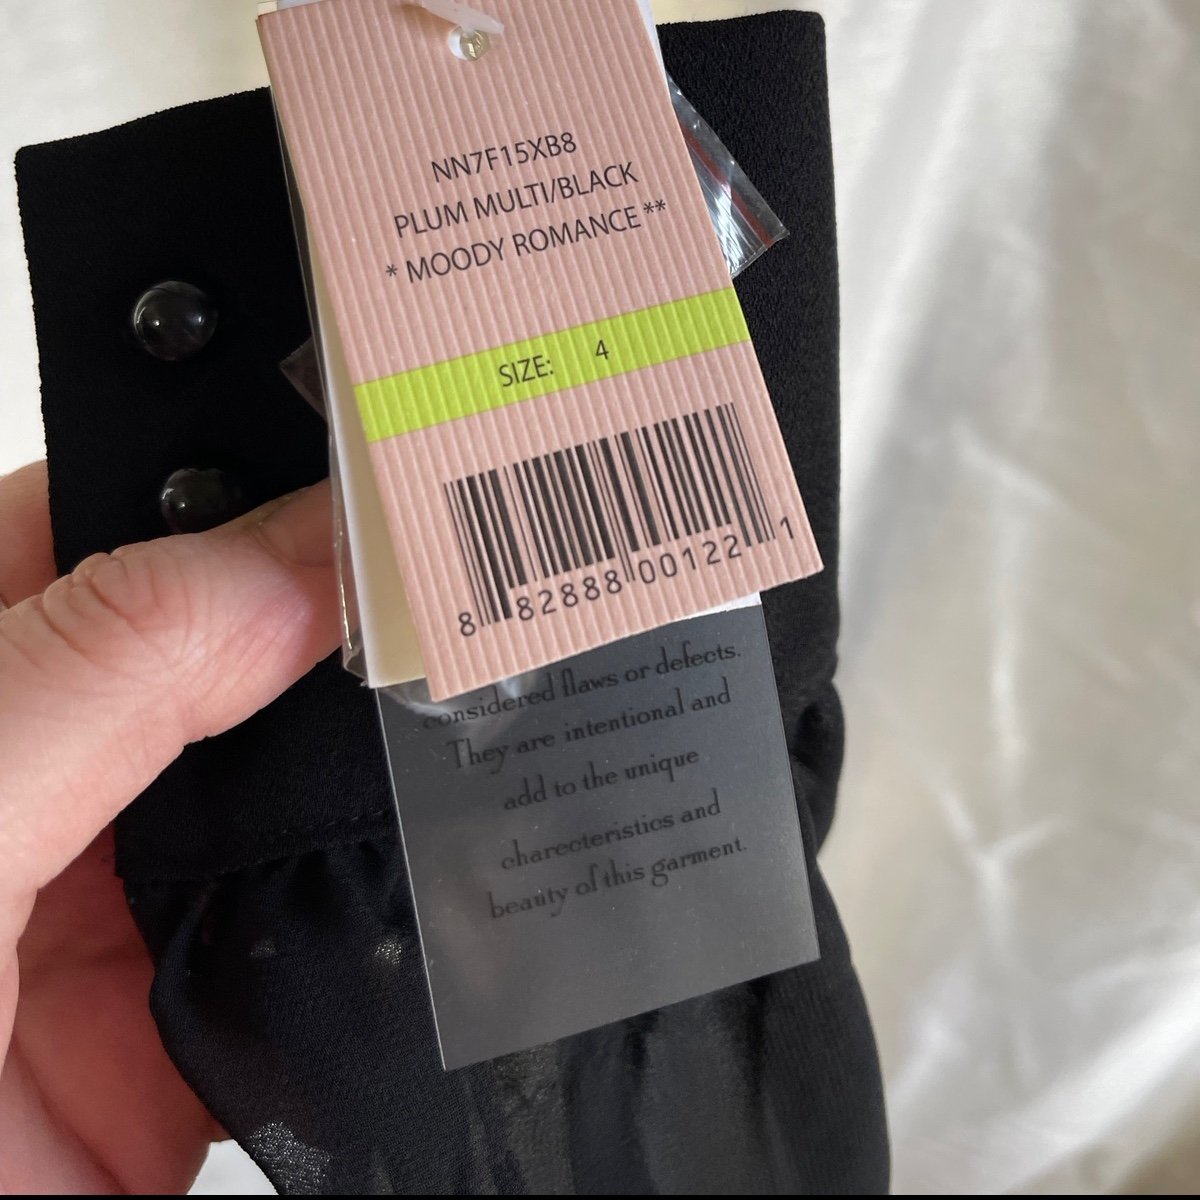 NN7F15XB8
PLUM MULTI/BLACK
* MOODY ROMANCE **
SIZE: 4
8 82888 00122 1
considered flaws or defects.
They are intentional and
add to the unique
charecteristics and
beauty of this garment.